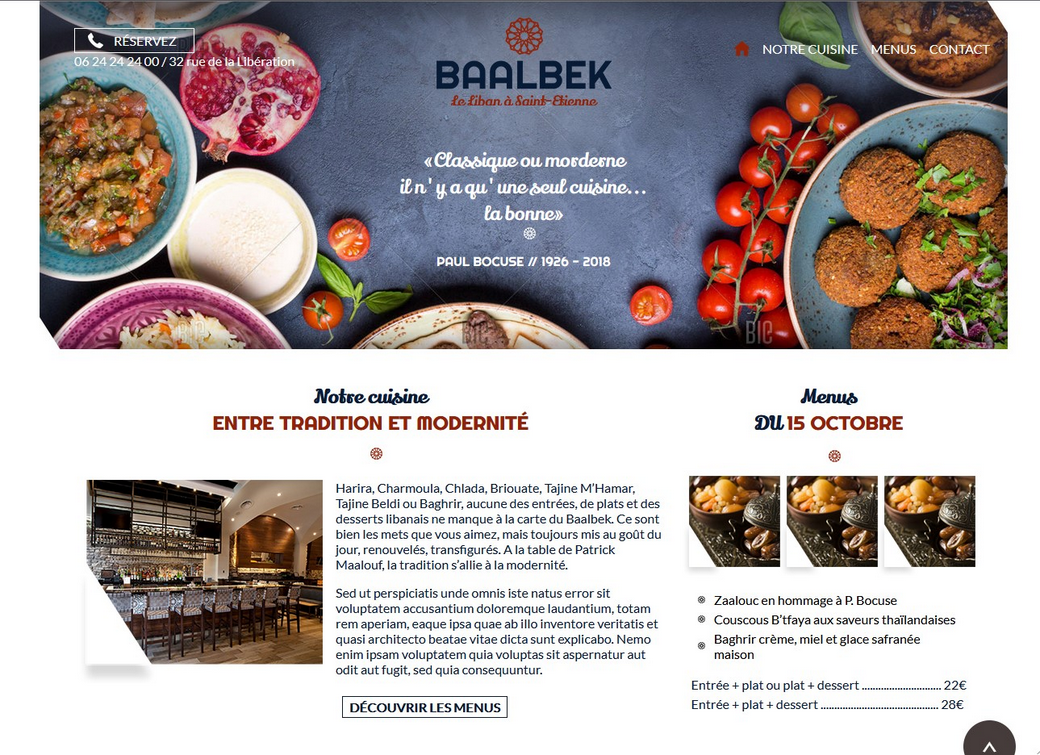 RÉSERVEZ
06 24 24 24 00 / 32 rue de la Libération
BAALBEK
Le Liban à Saint-Etienne
NOTRE CUISINE MENUS CONTACT
«Classique ou morderne
il n' y a qu' une seul cuisine...
la bonne»
PAUL BOCUSE // 1926 - 2018
BIC
BIC
BIC
Notre cuisine
ENTRE TRADITION ET MODERNITÉ
Harira, Charmoula, Chlada, Briouate, Tajine M'Hamar,
Tajine Beldi ou Baghrir, aucune des entrées, de plats et des
desserts libanais ne manque à la carte du Baalbek. Ce sont
bien les mets que vous aimez, mais toujours mis au goût du
jour, renouvelés, transfigurés. A la table de Patrick
Maalouf, la tradition s'allie à la modernité.
Sed ut perspiciatis unde omnis iste natus error sit
voluptatem accusantium doloremque laudantium, totam
rem aperiam, eaque ipsa quae ab illo inventore veritatis et
quasi architecto beatae vitae dicta sunt explicabo. Nemo
enim ipsam voluptatem quia voluptas sit aspernatur aut
odit aut fugit, sed quia consequuntur.
DÉCOUVRIR LES MENUS
Menus
DU 15 OCTOBRE
Zaalouc en hommage à P. Bocuse
Couscous B'tfaya aux saveurs thaïlandaises
Baghrir crème, miel et glace safranée
maison
Entrée + plat ou plat + dessert .............................. 22€
Entrée + plat + dessert ............................................ 28€